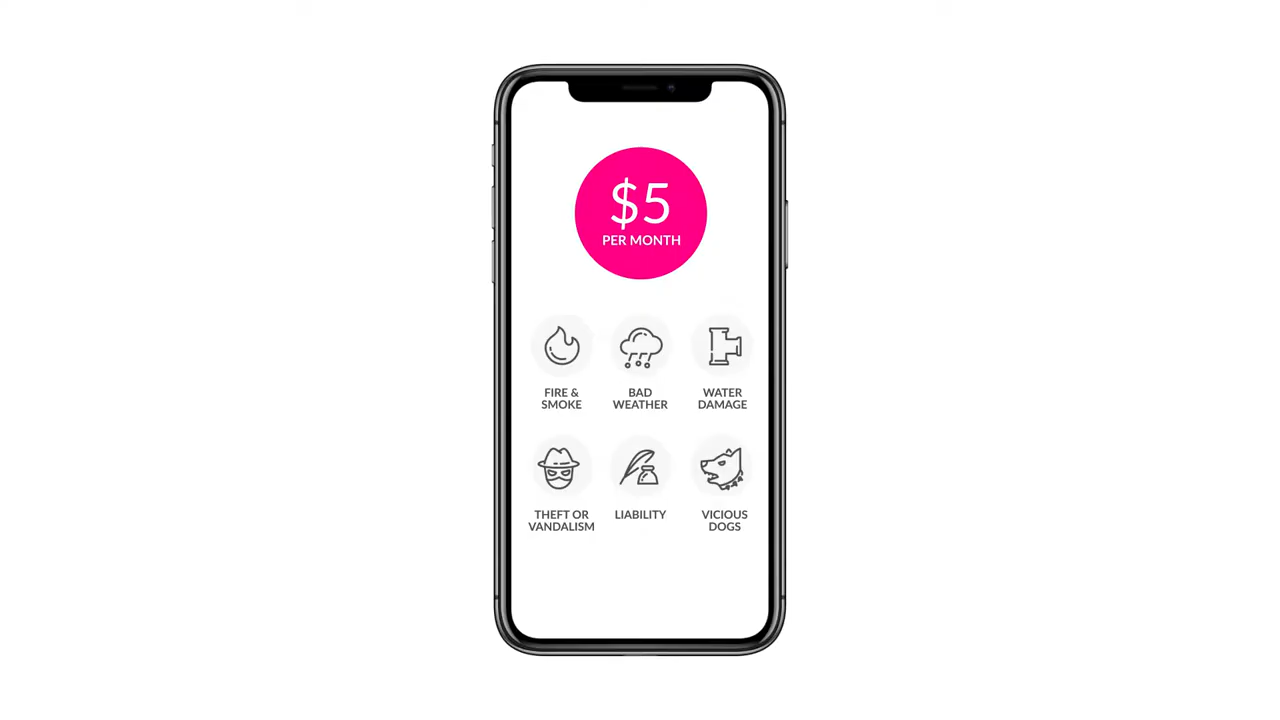 $5
PER MONTH
FIRE &
SMOKE
BAD
WEATHER
WATER
DAMAGE
THEFT OR
VANDALISM
LIABILITY
VICIOUS
DOGS